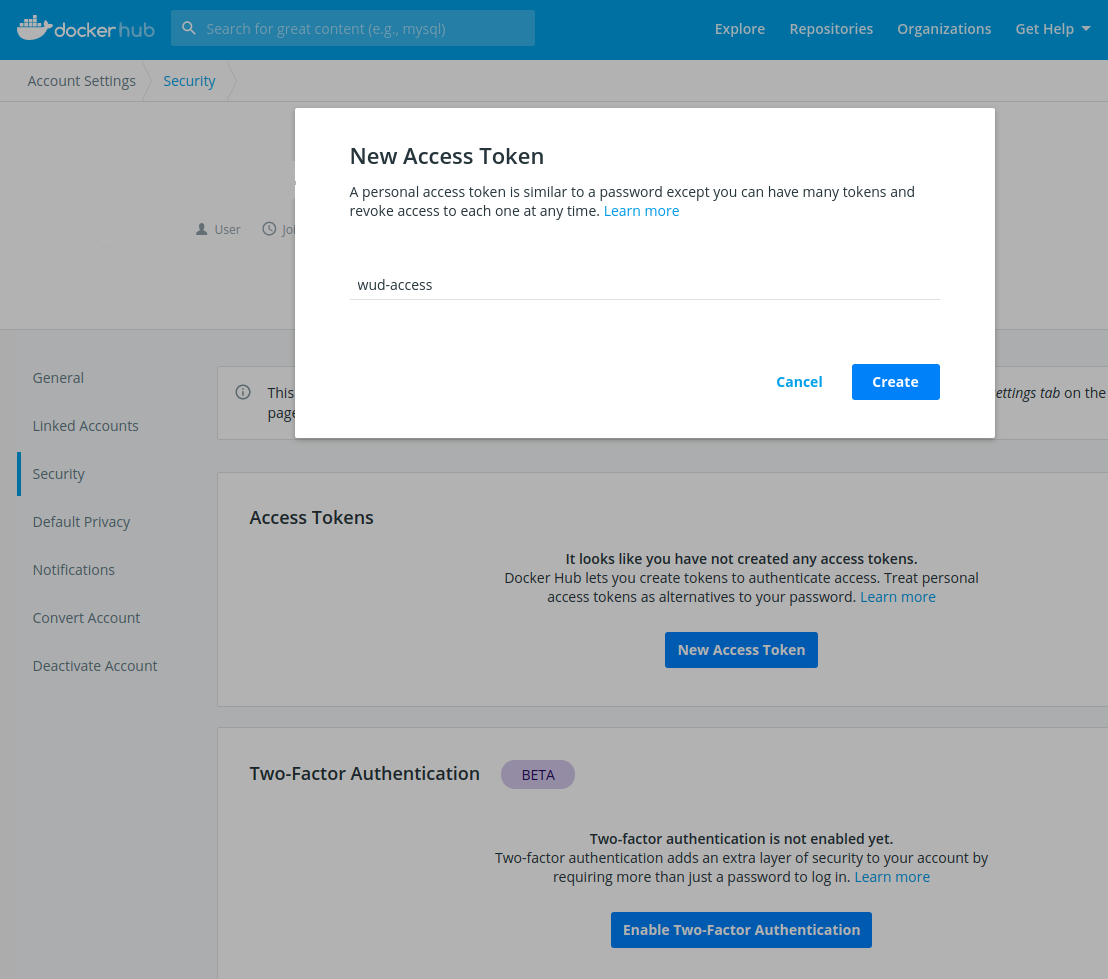 docker hub
Search for great content (e.g., mysql)
Explore
Repositories
Organizations
Get Help
Account Settings
Security
New Access Token
A personal access token is similar to a password except you can have many tokens and
revoke access to each one at any time. Learn more
User
wud-access
Cancel
Create
General
Linked Accounts
Security
Default Privacy
Notifications
Convert Account
Deactivate Account
This
tab on the
Access Tokens
It looks like you have not created any access tokens.
Docker Hub lets you create tokens to authenticate access. Treat personal
access tokens as alternatives to your password. Learn more
New Access Token
Two-Factor Authentication
BETA
Two-factor authentication is not enabled yet.
Two-factor authentication adds an extra layer of security to your account by
requiring more than just a password to log in. Learn more
Enable Two-Factor Authentication